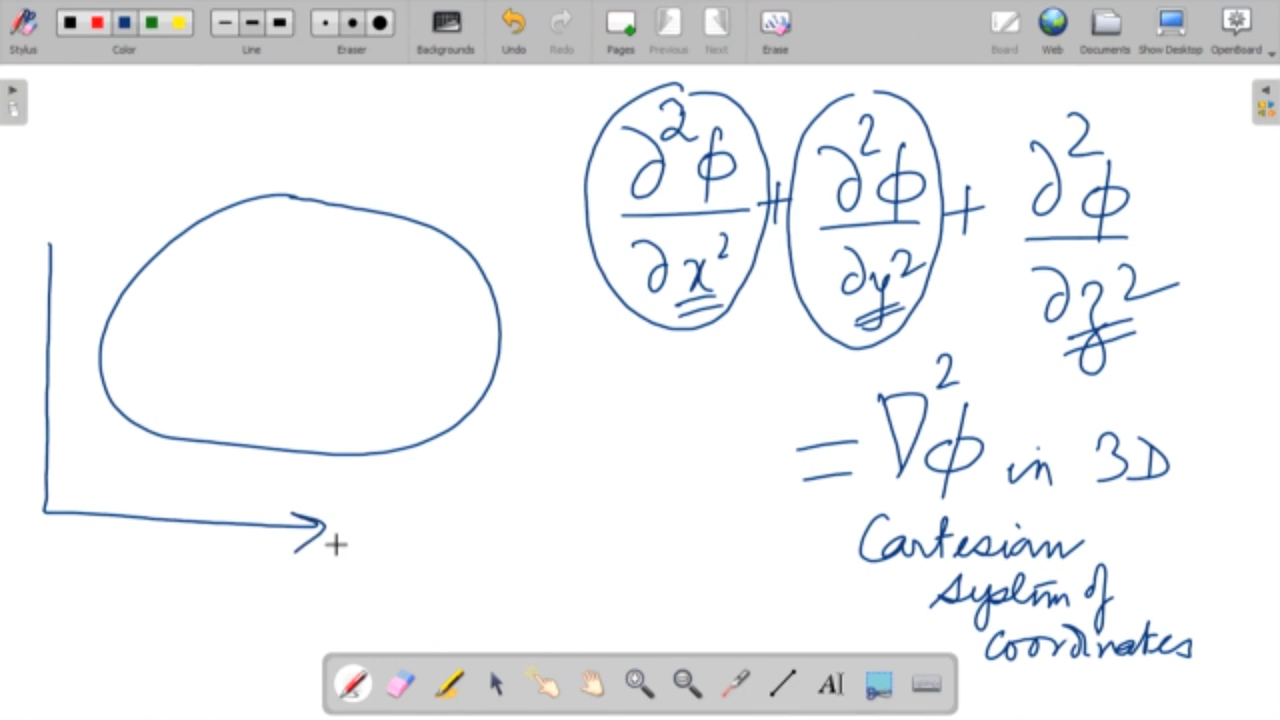 Stylus Color Line Eraser Backgrounds Undo Redo Pages Previous Next Erase Board Web Documents Show Desktop OpenBoard
∂²ϕ/∂x² + ∂²ϕ/∂y² + ∂²ϕ/∂z²
= ∇²ϕ in 3D
Cartesian
system of
coordinates
AI